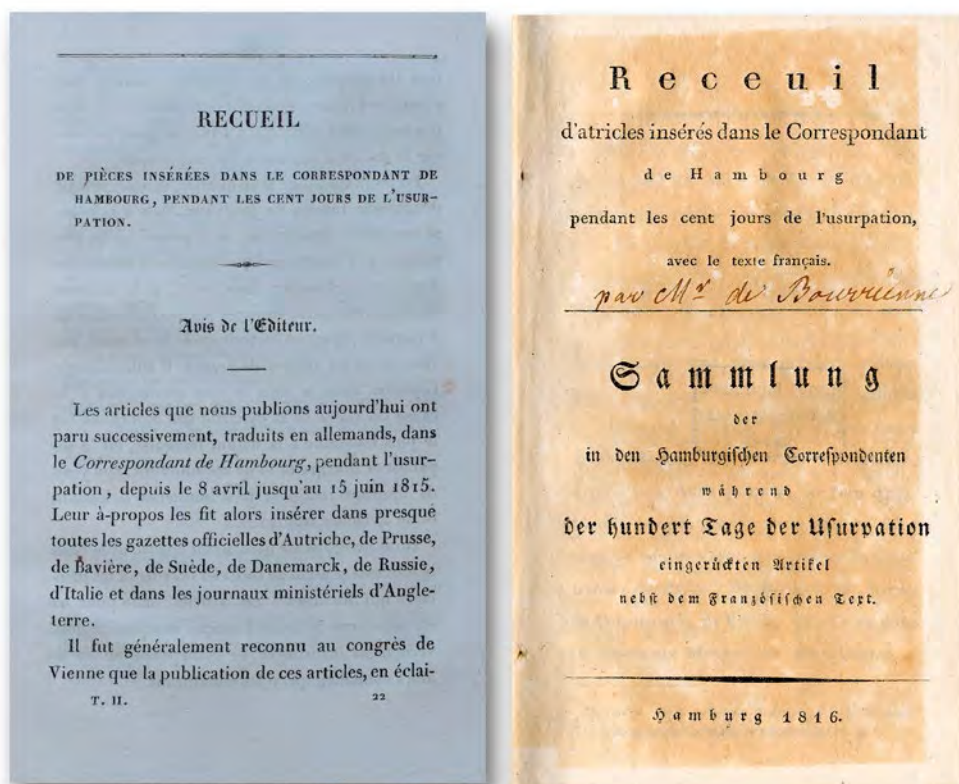 RECUEIL
DE PIÈCES INSÉRÉES DANS LE CORRESPONDANT DE
HAMBOURG, PENDANT LES CENT JOURS DE L'USUR-
PATION.
Avis de l'Editeur.
Les articles que nous publions aujourd'hui ont
paru successivement, traduits en allemands, dans
le Correspondant de Hambourg, pendant l'usur-
pation, depuis le 8 avril jusqu'au 15 juin 1815.
Leur à-propos les fit alors insérer dans presque
toutes les gazettes officielles d'Autriche, de Prusse,
de Bavière, de Suède, de Danemarck, de Russie,
d'Italie et dans les journaux ministériels d'Angle-
terre.
Il fut généralement reconnu au congrès de
Vienne que la publication de ces articles, en éclai-
T. II. 22
Receuil
d'atricles insérés dans le Correspondant
de Hambourg
pendant les cent jours de l'usurpation,
avec le texte français.
par Mr de Bourrienne
Sammlung
der
in den Hamburgischen Correspondenten
während
der hundert Tage der Usurpation
eingerückten Artikel
nebst dem Französischen Text.
Hamburg 1816.